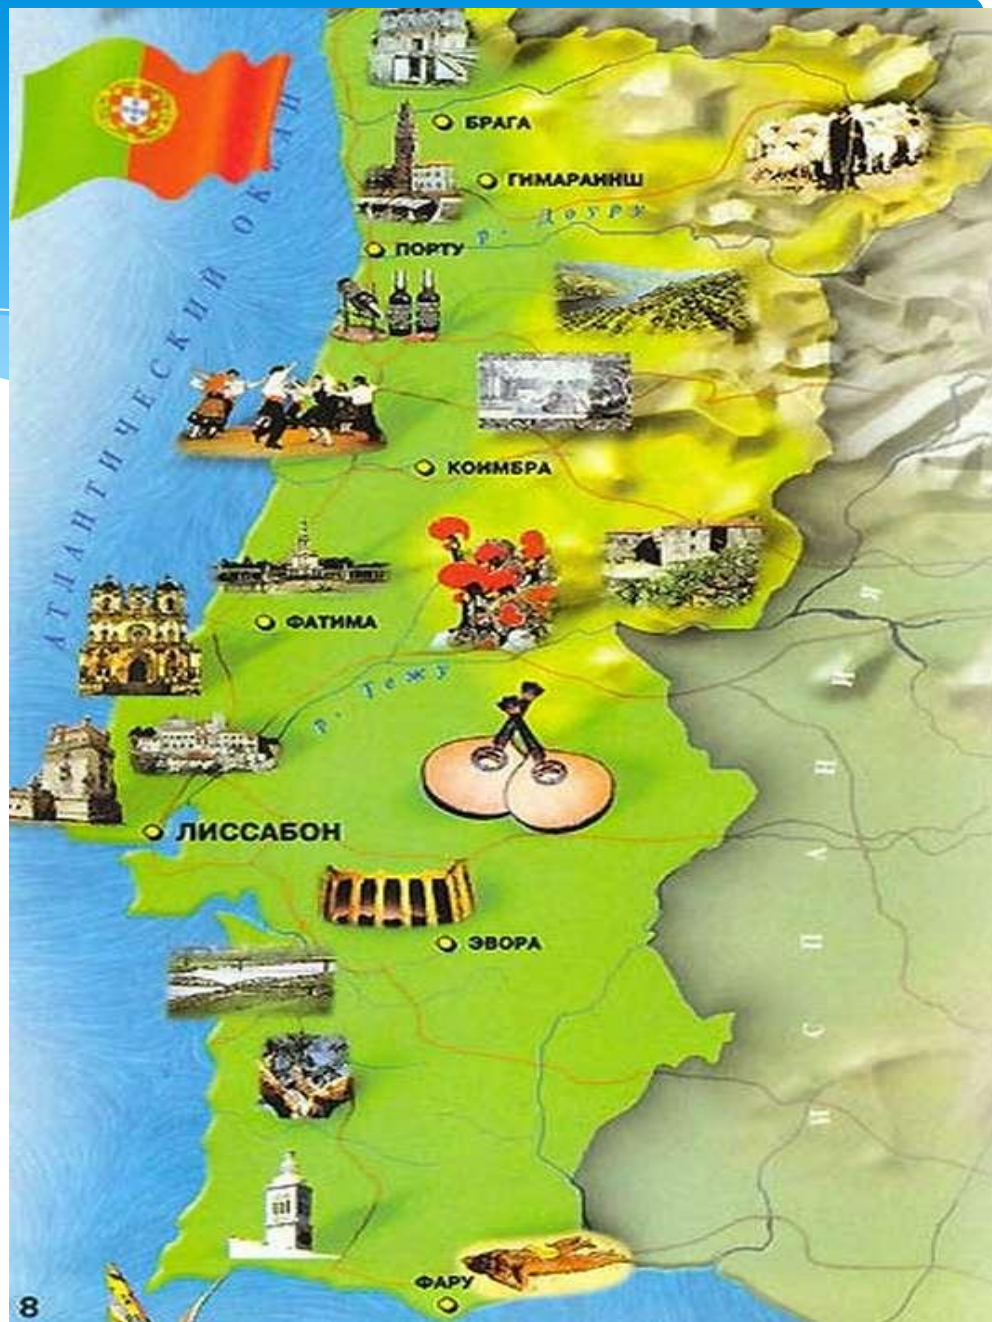 АТЛАНТИЧЕСКИЙ ОКЕАН
БРАГА
ГИМАРАИНШ
р. Доуру
ПОРТУ
КОИМБРА
ФАТИМА
р. Тежу
ЛИССАБОН
ЭВОРА
ИСПАНИЯ
ФАРУ
8